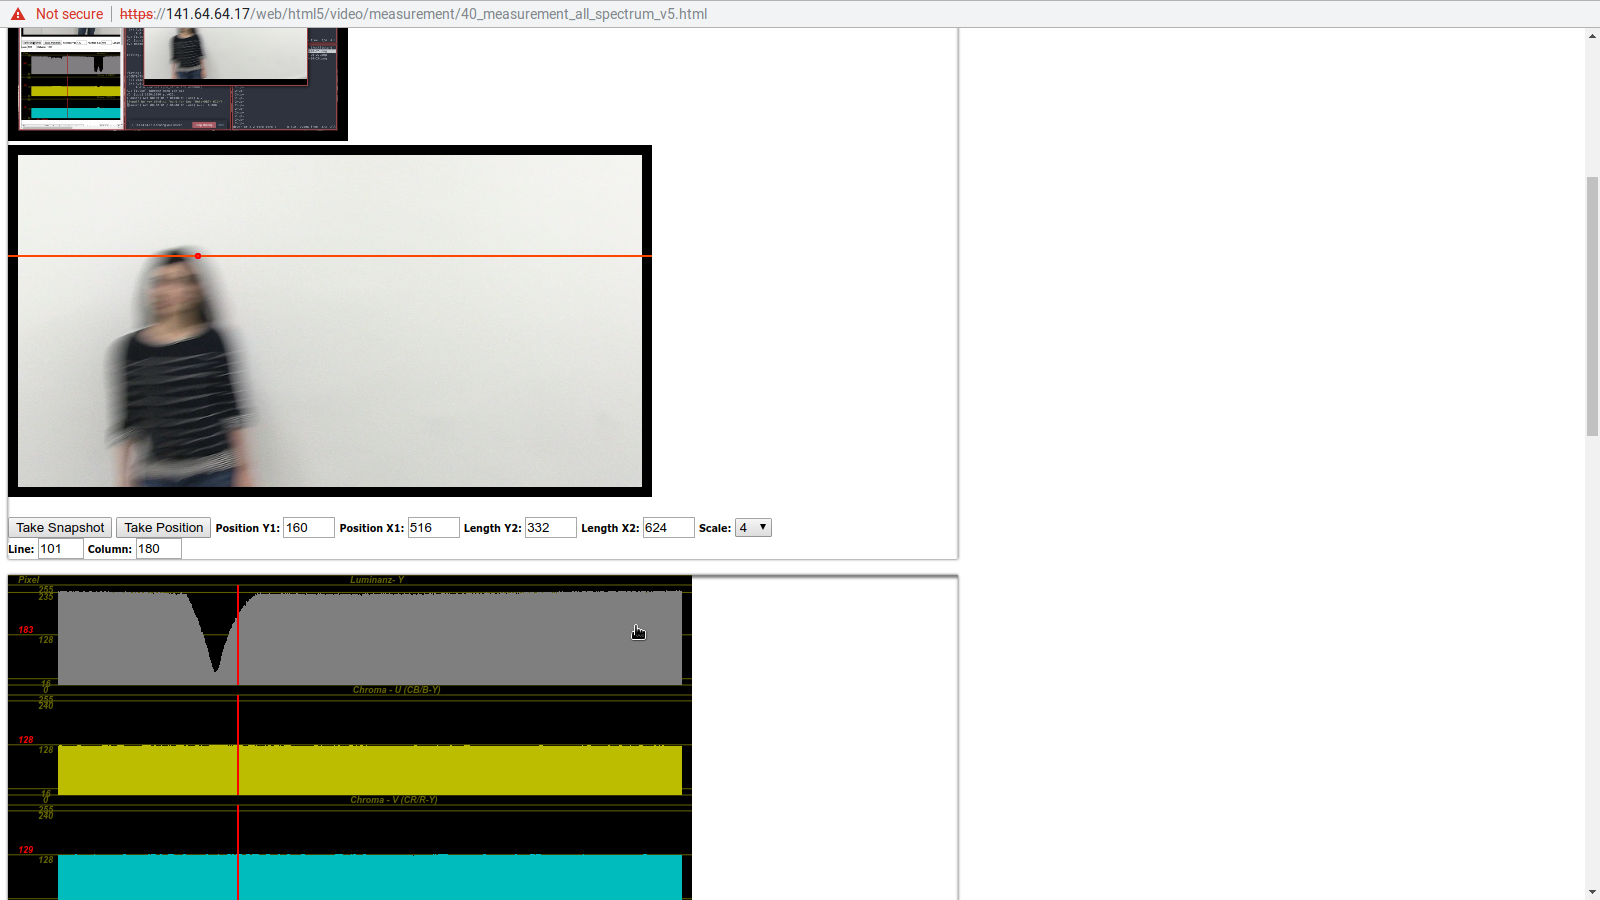 Not secure https://141.64.64.17/web/html5/video/measurement/40_measurement_all_spectrum_v5.html
Take Snapshot Take Position Position Y1: 160 Position X1: 516 Length Y2: 332 Length X2: 624 Scale: 4
Line: 101 Column: 180
Pixel Luminanz- Y
255
235
183
128
16
0
Chroma - U (CB/B-Y)
255
240
128
128
16
0
Chroma - V (CR/R-Y)
255
240
129
128